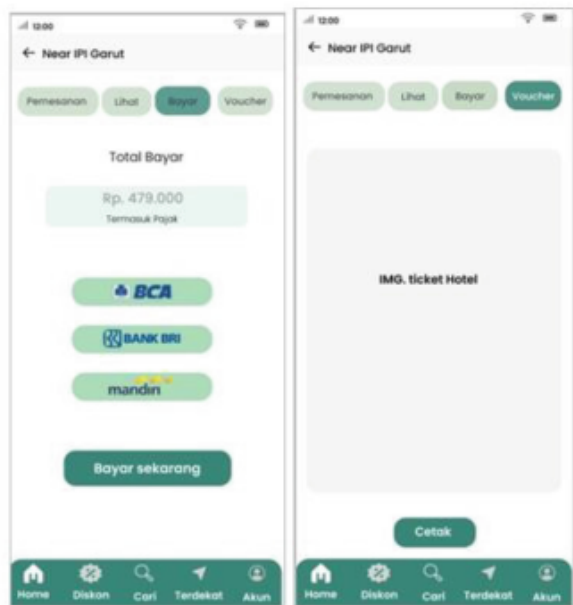 12:00
← Near IPI Garut
Pemesanan Lihat Bayar Voucher
Total Bayar
Rp. 479.000
Termasuk Pajak
BCA
BANK BRI
mandiri
Bayar sekarang
Home Diskon Cari Terdekat Akun
12:00
← Near IPI Garut
Pemesanan Lihat Bayar Voucher
IMG. ticket Hotel
Cetak
Home Diskon Cari Terdekat Akun